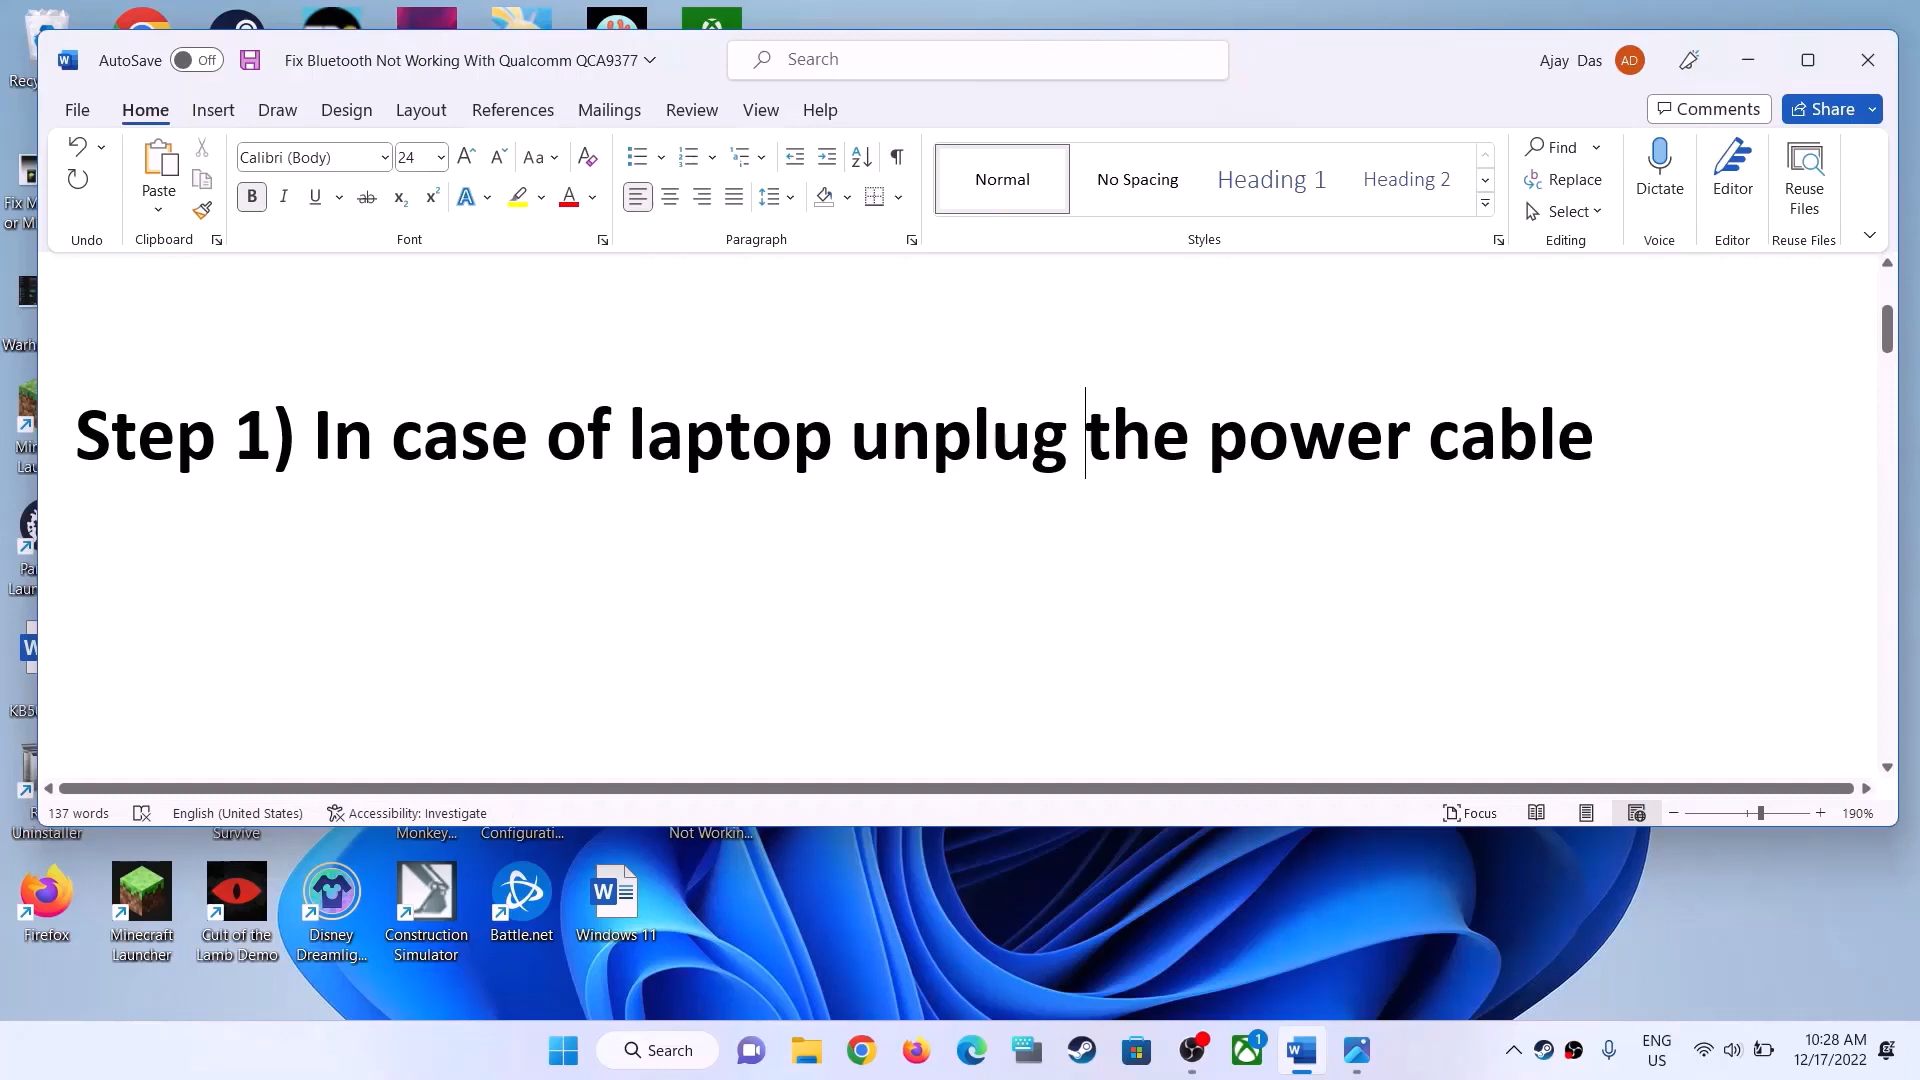 AutoSave Off Fix Bluetooth Not Working With Qualcomm QCA9377 Search Ajay Das AD
File Home Insert Draw Design Layout References Mailings Review View Help Comments Share
Paste Calibri (Body) 24 Aa Normal No Spacing Heading 1 Heading 2 Find Replace Select Dictate Editor Reuse Files
Undo Clipboard Font Paragraph Styles Editing Voice Editor Reuse Files
Step 1) In case of laptop unplug the power cable
137 words English (United States) Accessibility: Investigate Focus 190%
Uninstaller Survive Monkey... Configurati... Not Workin...
Firefox Minecraft Launcher Cult of the Lamb Demo Disney Dreamlig... Construction Simulator Battle.net Windows 11
Search 1 ENG US 10:28 AM 12/17/2022